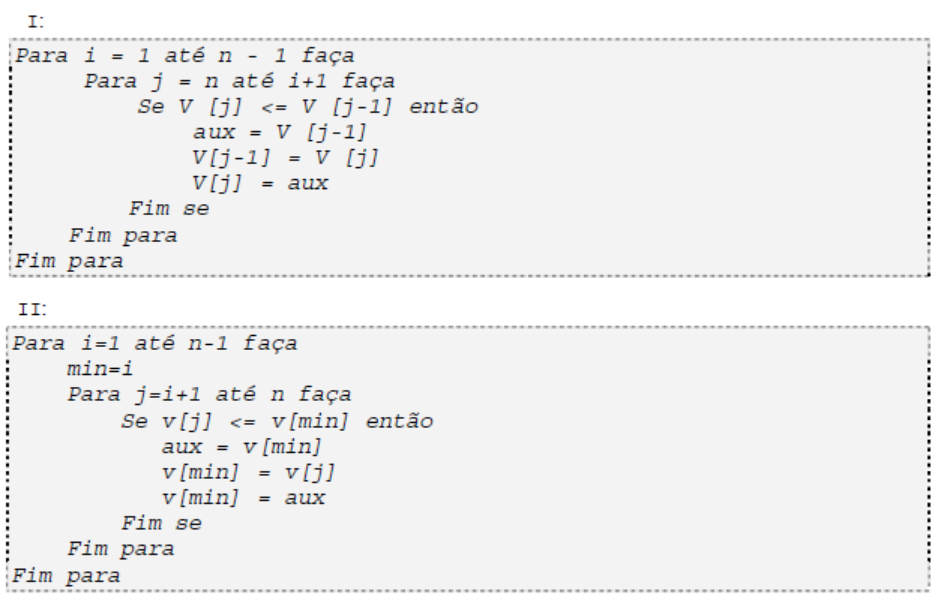 I:
Para i = 1 até n - 1 faça
Para j = n até i+1 faça
Se V [j] <= V [j-1] então
aux = V [j-1]
V[j-1] = V [j]
V[j] = aux
Fim se
Fim para
Fim para
II:
Para i=1 até n-1 faça
min=i
Para j=i+1 até n faça
Se v[j] <= v[min] então
aux = v[min]
v[min] = v[j]
v[min] = aux
Fim se
Fim para
Fim para